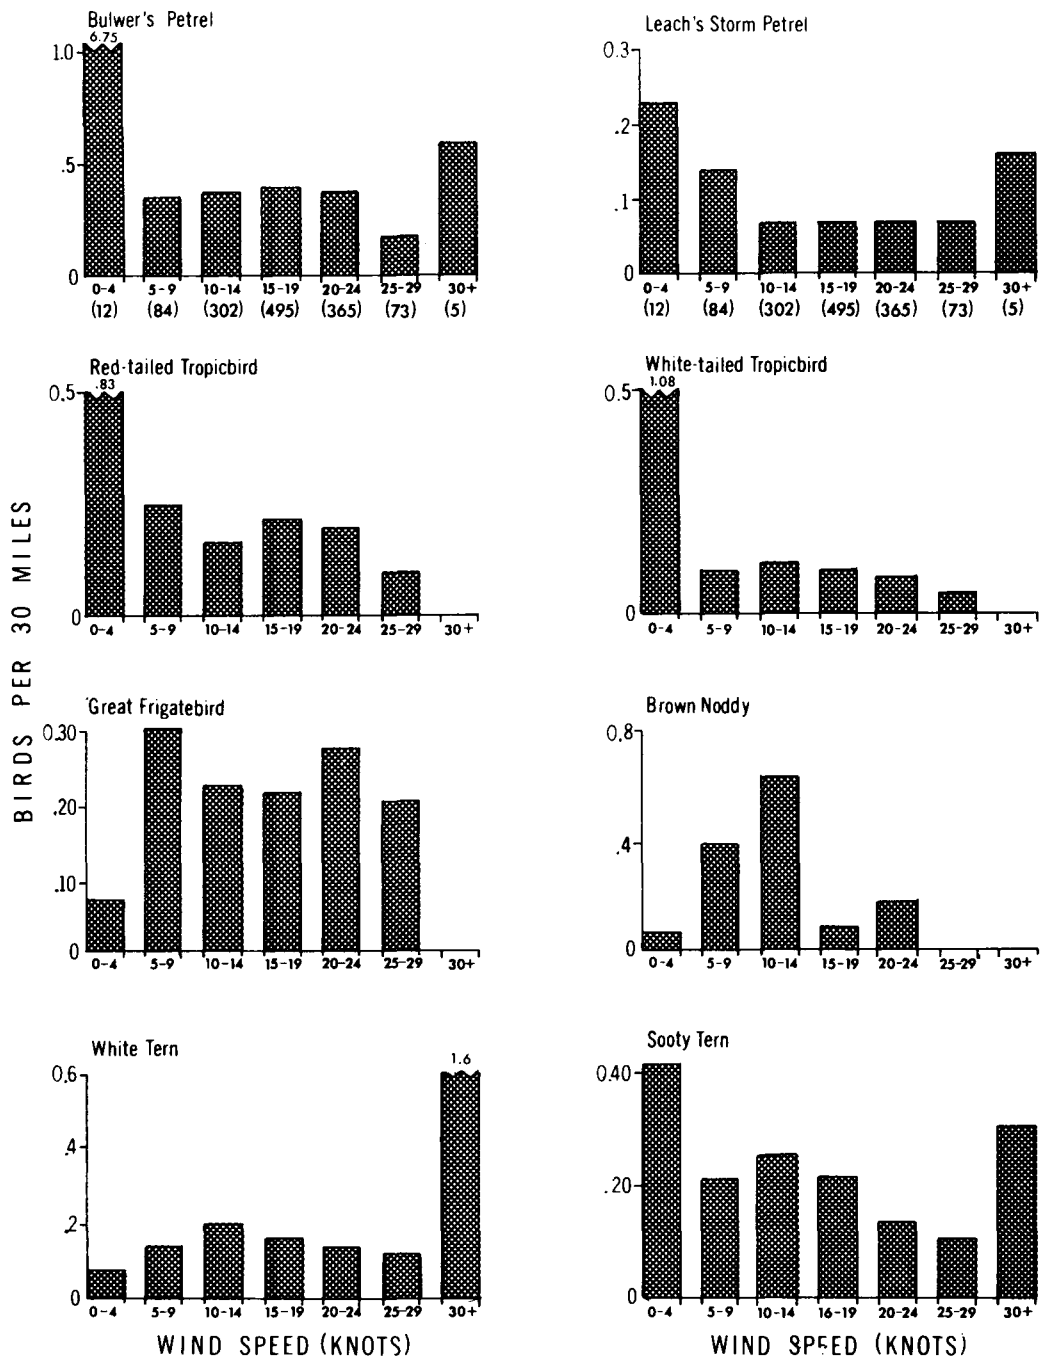 Bulwer's Petrel
6.75
1.0
.5
0
0-4 5-9 10-14 15-19 20-24 25-29 30+
(12) (84) (302) (495) (365) (73) (5)
Leach's Storm Petrel
0.3
.2
.1
0
0-4 5-9 10-14 15-19 20-24 25-29 30+
(12) (84) (302) (495) (365) (73) (5)
Red-tailed Tropicbird
.83
0.5
0
0-4 5-9 10-14 15-19 20-24 25-29 30+
White-tailed Tropicbird
1.08
0.5
0
0-4 5-9 10-14 15-19 20-24 25-29 30+
BIRDS PER 30 MILES
Great Frigatebird
0.30
.20
.10
0
0-4 5-9 10-14 15-19 20-24 25-29 30+
Brown Noddy
0.8
.4
0
0-4 5-9 10-14 15-19 20-24 25-29 30+
White Tern
1.6
0.6
.4
.2
0
0-4 5-9 10-14 15-19 20-24 25-29 30+
WIND SPEED (KNOTS)
Sooty Tern
0.40
.20
0
0-4 5-9 10-14 16-19 20-24 25-29 30+
WIND SPEED (KNOTS)